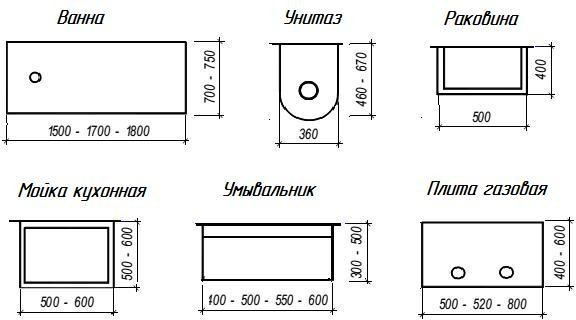 Ванна
Унитаз
Раковина
700 - 750
1500 - 1700 - 1800
460 - 670
360
400
500
Мойка кухонная
Умывальник
Плита газовая
500 - 600
500 - 600
300 - 500
400 - 500 - 550 - 600
400 - 600
500 - 520 - 800